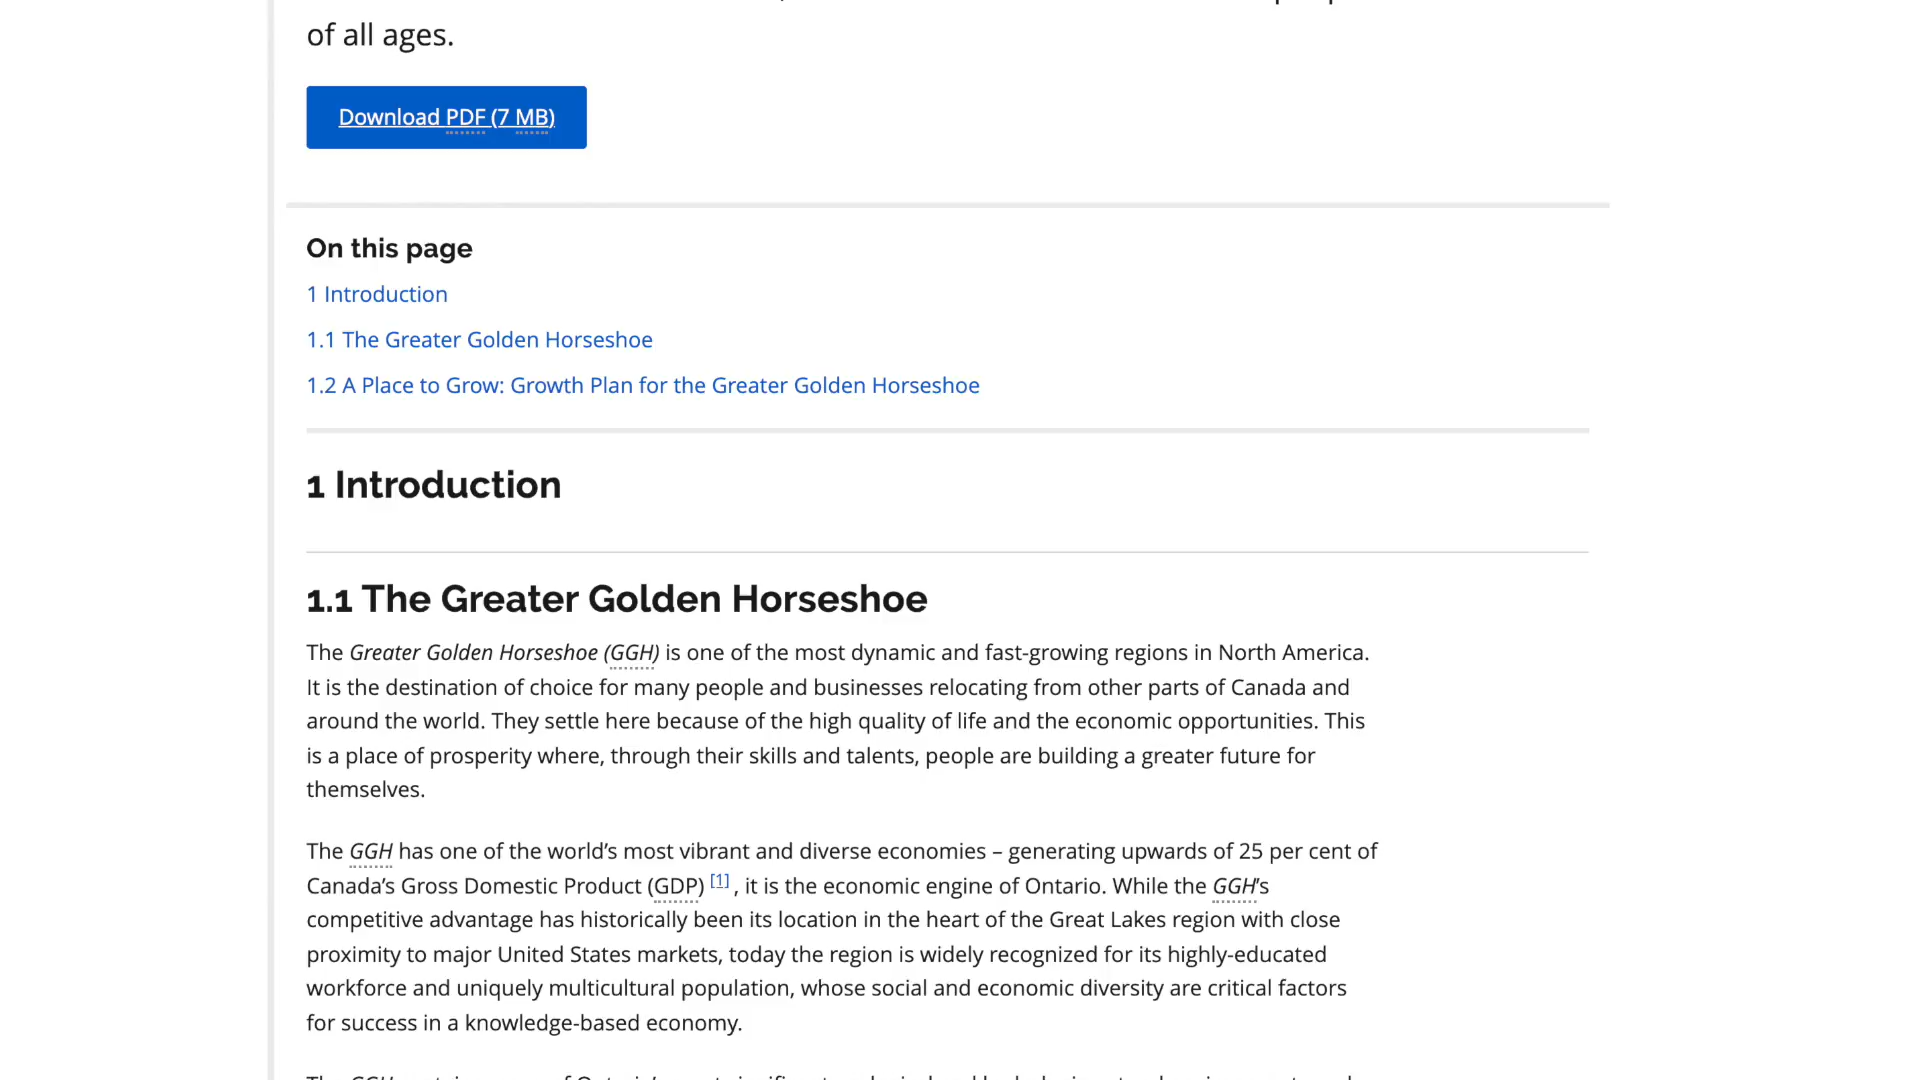 of all ages.
Download PDF (7 MB)
On this page
1 Introduction
1.1 The Greater Golden Horseshoe
1.2 A Place to Grow: Growth Plan for the Greater Golden Horseshoe
1 Introduction
1.1 The Greater Golden Horseshoe
The Greater Golden Horseshoe (GGH) is one of the most dynamic and fast-growing regions in North America.
It is the destination of choice for many people and businesses relocating from other parts of Canada and
around the world. They settle here because of the high quality of life and the economic opportunities. This
is a place of prosperity where, through their skills and talents, people are building a greater future for
themselves.
The GGH has one of the world’s most vibrant and diverse economies – generating upwards of 25 per cent of
Canada’s Gross Domestic Product (GDP) [1] , it is the economic engine of Ontario. While the GGH’s
competitive advantage has historically been its location in the heart of the Great Lakes region with close
proximity to major United States markets, today the region is widely recognized for its highly-educated
workforce and uniquely multicultural population, whose social and economic diversity are critical factors
for success in a knowledge-based economy.